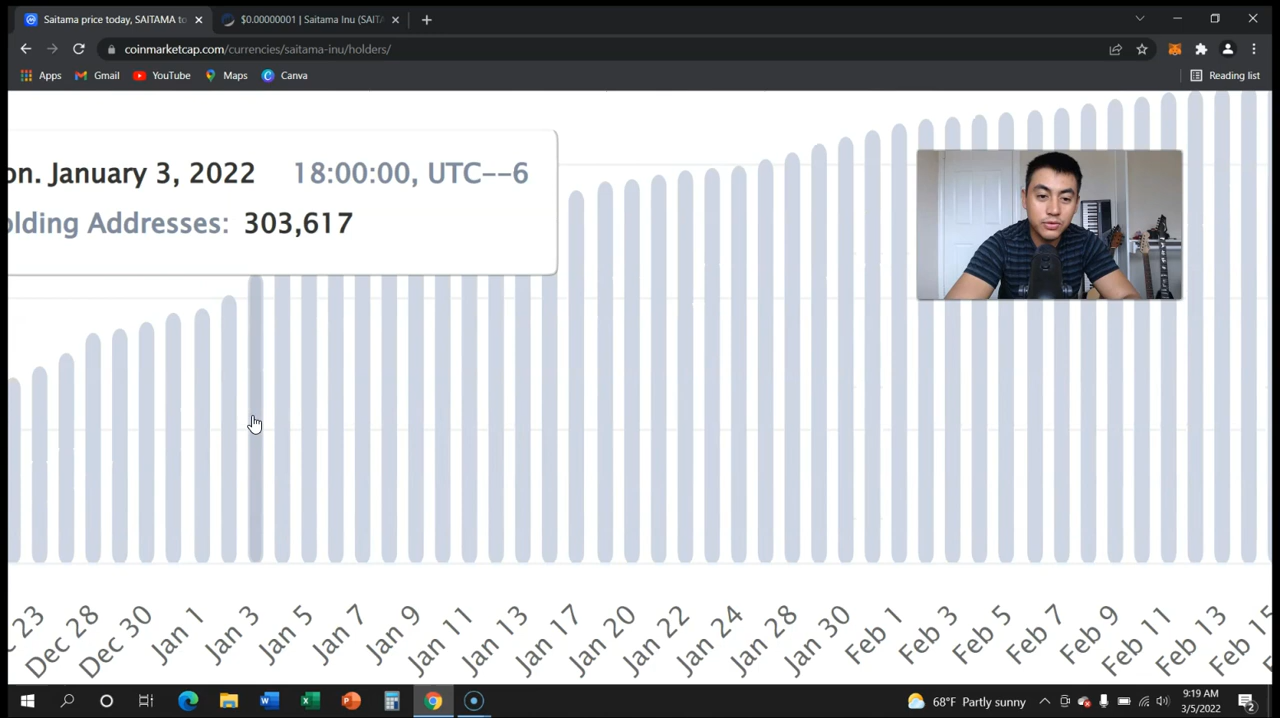 Saitama price today, SAITAMA to
$0.00000001 | Saitama Inu (SAITA
coinmarketcap.com/currencies/saitama-inu/holders/
Apps Gmail YouTube Maps Canva Reading list
on. January 3, 2022 18:00:00, UTC--6
olding Addresses: 303,617
23 Dec 28 Dec 30 Jan 1 Jan 3 Jan 5 Jan 7 Jan 9 Jan 11 Jan 13 Jan 17 Jan 20 Jan 22 Jan 24 Jan 28 Jan 30 Feb 1 Feb 3 Feb 5 Feb 7 Feb 9 Feb 11 Feb 13 Feb 15
68°F Partly sunny
9:19 AM
3/5/2022
2